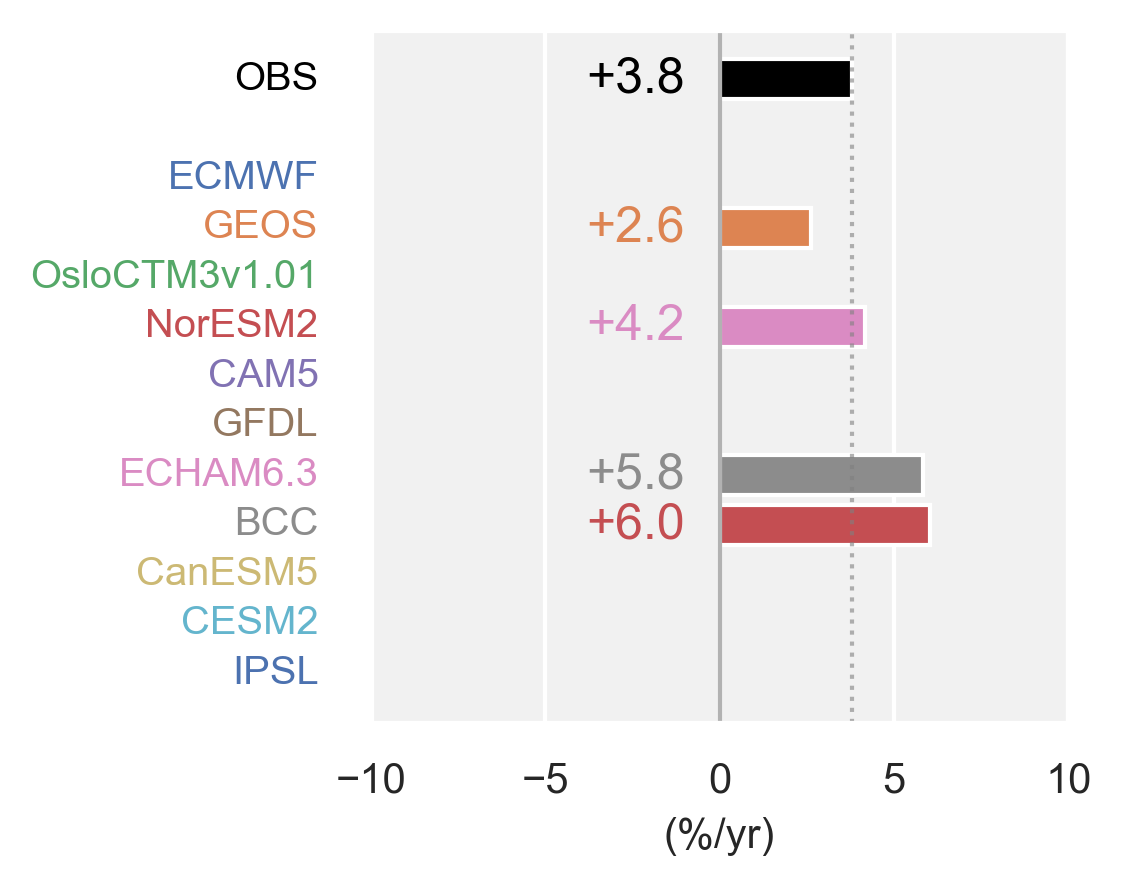 OBS +3.8
ECMWF
GEOS +2.6
OsloCTM3v1.01
NorESM2 +4.2
CAM5
GFDL
ECHAM6.3 +5.8
BCC +6.0
CanESM5
CESM2
IPSL
−10 −5 0 5 10
(%/yr)